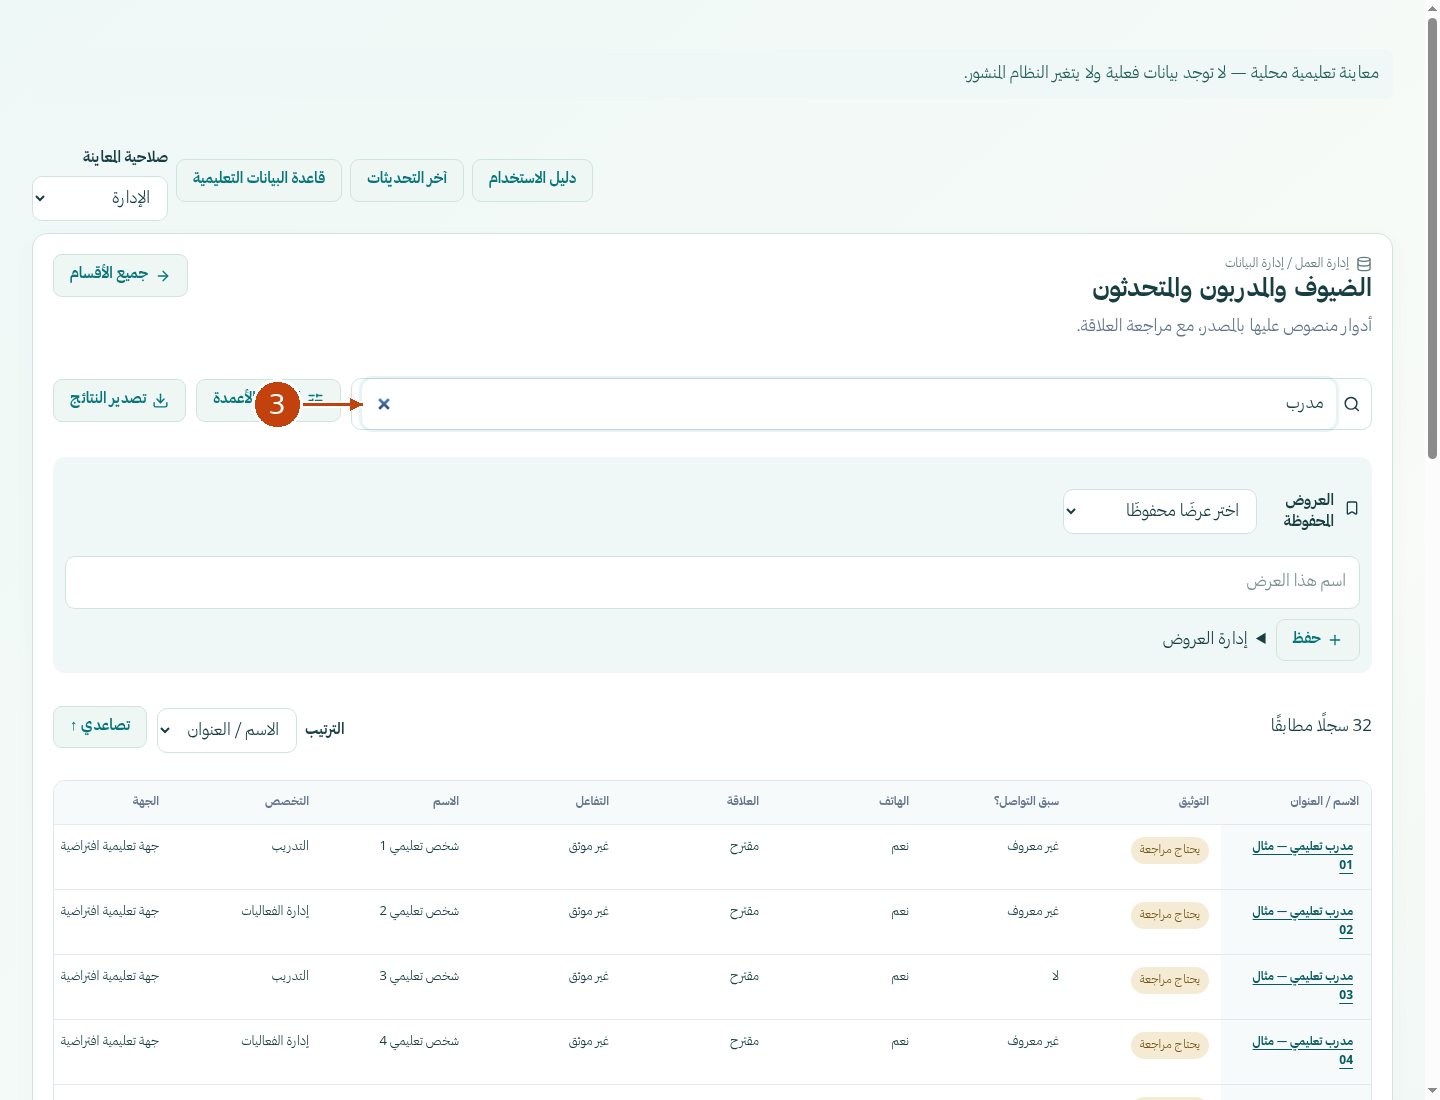 معاينة تعليمية محلية — لا توجد بيانات فعلية ولا يتغير النظام المنشور.
دليل الاستخدام
آخر التحديثات
قاعدة البيانات التعليمية
صلاحية المعاينة
الإدارة
إدارة العمل / إدارة البيانات
الضيوف والمدربون والمتحدثون
أدوار منصوص عليها بالمصدر، مع مراجعة العلاقة.
جميع الأقسام →
مدرب
3
الأعمدة
تصدير النتائج
العروض المحفوظة
اختر عرضًا محفوظًا
اسم هذا العرض
+ حفظ
إدارة العروض
32 سجلًا مطابقًا
الترتيب
الاسم / العنوان
تصاعدي ↑
الاسم / العنوان التوثيق سبق التواصل؟ الهاتف العلاقة التفاعل الاسم التخصص الجهة
مدرب تعليمي — مثال 01 يحتاج مراجعة غير معروف نعم مقترح غير موثق شخص تعليمي 1 التدريب جهة تعليمية افتراضية
مدرب تعليمي — مثال 02 يحتاج مراجعة غير معروف نعم مقترح غير موثق شخص تعليمي 2 إدارة الفعاليات جهة تعليمية افتراضية
مدرب تعليمي — مثال 03 يحتاج مراجعة لا نعم مقترح غير موثق شخص تعليمي 3 التدريب جهة تعليمية افتراضية
مدرب تعليمي — مثال 04 يحتاج مراجعة غير معروف نعم مقترح غير موثق شخص تعليمي 4 إدارة الفعاليات جهة تعليمية افتراضية